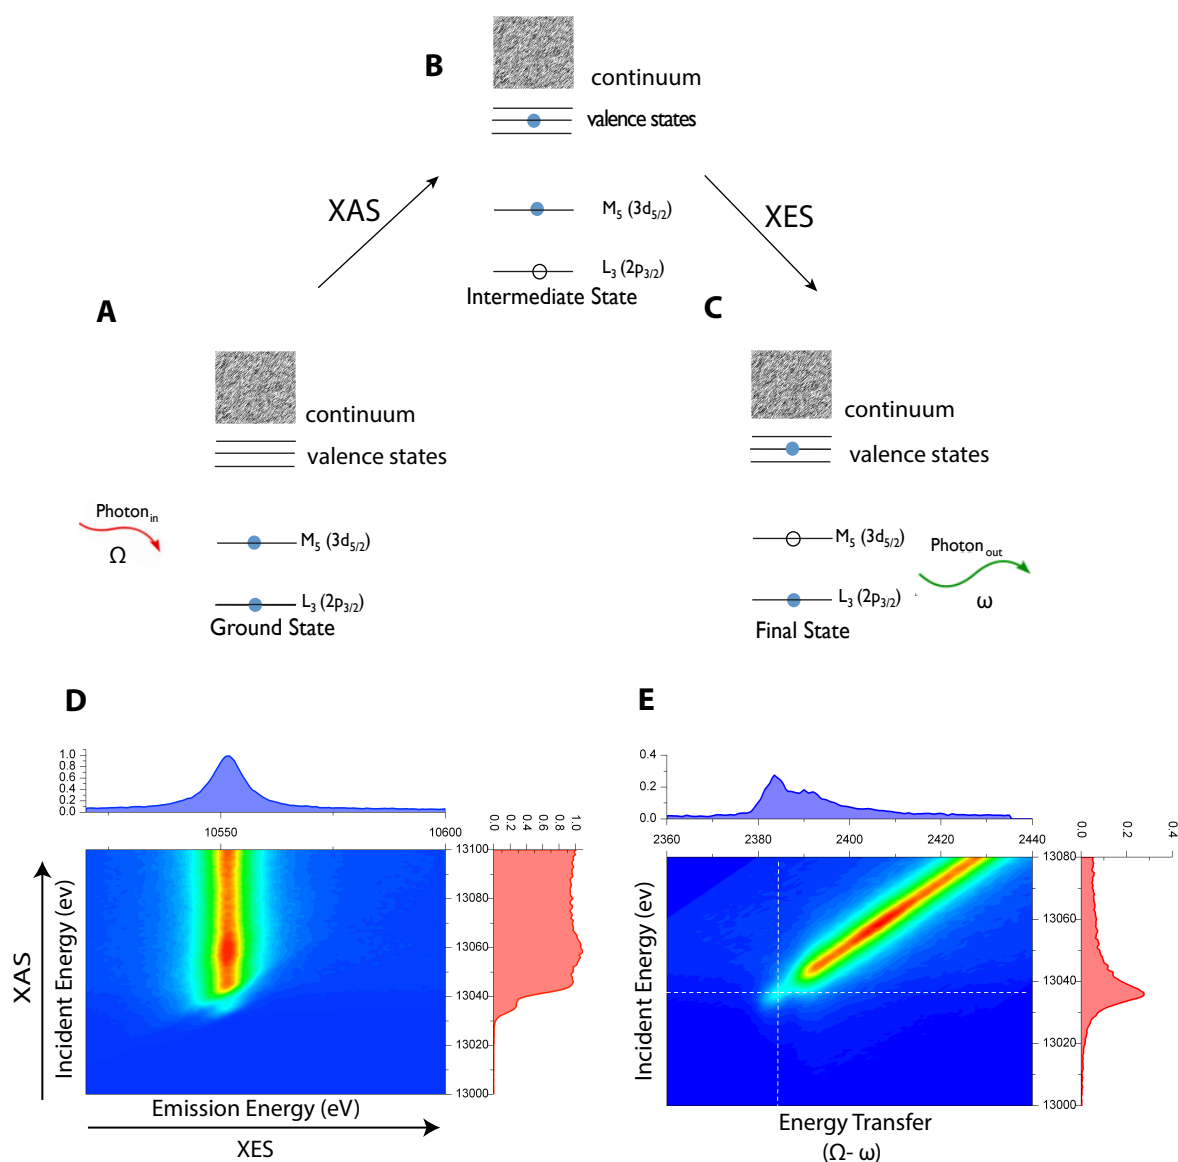 B
continuum
valence states
XAS
M5 (3d5/2)
XES
L3 (2p3/2)
Intermediate State
A
C
continuum
valence states
continuum
valence states
Photonin
Ω
M5 (3d5/2)
L3 (2p3/2)
Ground State
M5 (3d5/2)
Photonout
ω
L3 (2p3/2)
Final State
D
1.0
0.8
0.6
0.4
0.2
0.0
10550
10600
0.0
0.2
0.4
0.6
0.8
1.0
13100
13080
13060
13040
13020
13000
XAS
Incident Energy (ev)
Emission Energy (eV)
XES
E
0.4
0.2
0.0
2360
2380
2400
2420
2440
0.0
0.2
0.4
13080
13060
13040
13020
13000
Incident Energy (ev)
Energy Transfer
(Ω- ω)